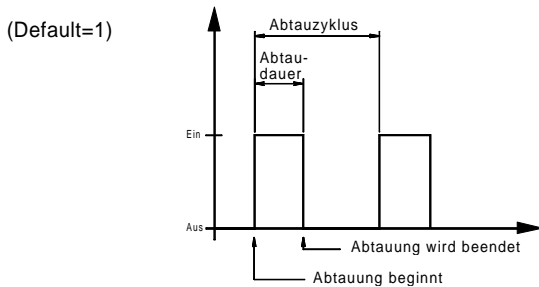 (Default=1)
Abtauzyklus
Abtau-
dauer
Ein
Aus
Abtauung wird beendet
Abtauung beginnt